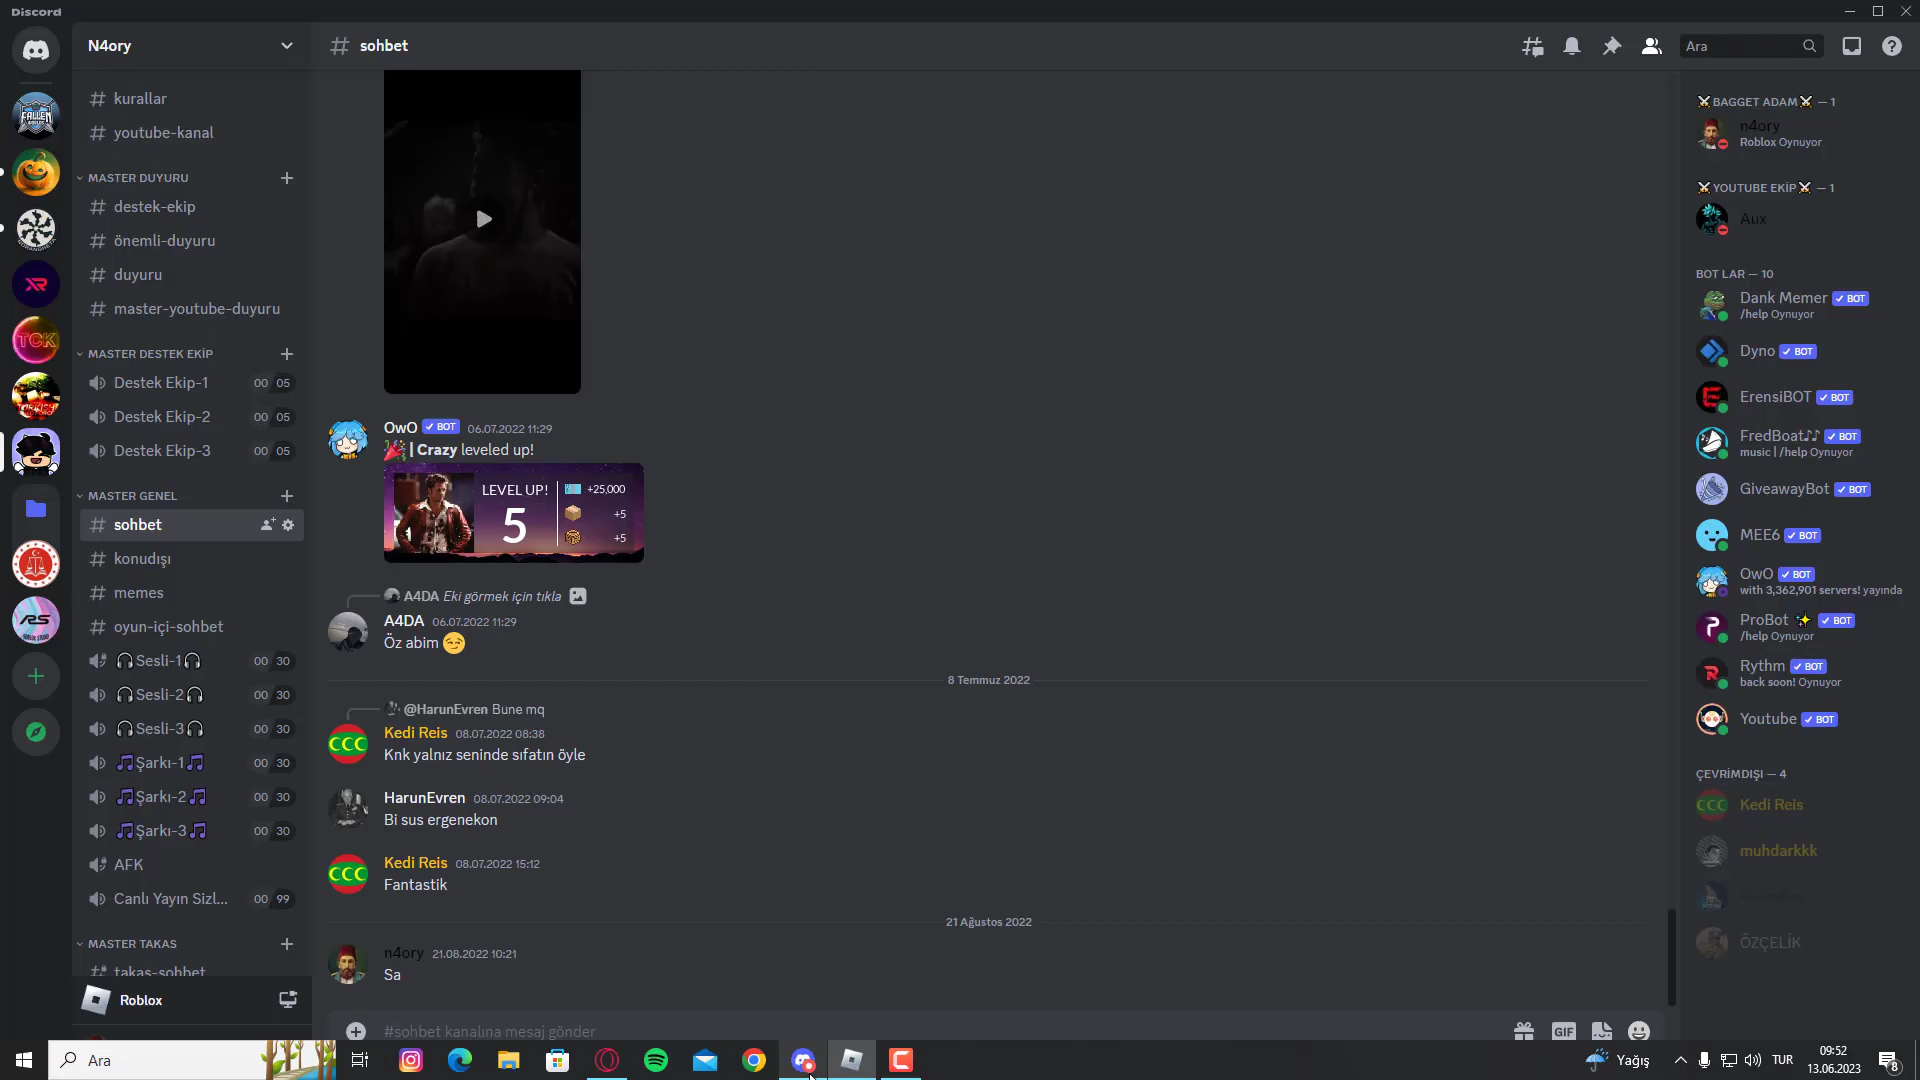 Discord
N4ory
kurallar
youtube-kanal
MASTER DUYURU
destek-ekip
önemli-duyuru
duyuru
master-youtube-duyuru
MASTER DESTEK EKİP
Destek Ekip-1 00 05
Destek Ekip-2 00 05
Destek Ekip-3 00 05
MASTER GENEL
sohbet
konudışı
memes
oyun-içi-sohbet
🎧Sesli-1🎧 00 30
🎧Sesli-2🎧 00 30
🎧Sesli-3🎧 00 30
🎵Şarkı-1🎵 00 30
🎵Şarkı-2🎵 00 30
🎵Şarkı-3🎵 00 30
AFK
Canlı Yayın Sizl... 00 99
MASTER TAKAS
takas-sohbet
Roblox
FALLEN
XR
TCK
RS
# sohbet
Ara
OwO BOT 06.07.2022 11:29
🎉 | Crazy leveled up!
LEVEL UP!
5
+25,000
+5
+5
A4DA Eki görmek için tıkla
A4DA 06.07.2022 11:29
Öz abim 😏
8 Temmuz 2022
@HarunEvren Bune mq
CCC
Kedi Reis 08.07.2022 08:38
Knk yalnız seninde sıfatın öyle
HarunEvren 08.07.2022 09:04
Bi sus ergenekon
CCC
Kedi Reis 08.07.2022 15:12
Fantastik
21 Ağustos 2022
n4ory 21.08.2022 10:21
Sa
#sohbet kanalına mesaj gönder
GIF
⚔BAGGET ADAM⚔ — 1
n4ory
Roblox Oynuyor
⚔YOUTUBE EKİP⚔ — 1
Aux
BOT LAR — 10
Dank Memer BOT
/help Oynuyor
Dyno BOT
ErensiBOT BOT
FredBoat♪♪ BOT
music | /help Oynuyor
GiveawayBot BOT
MEE6 BOT
OwO BOT
with 3,362,901 servers! yayında
ProBot ✨ BOT
/help Oynuyor
Rythm BOT
back soon! Oynuyor
Youtube BOT
ÇEVRİMDIŞI — 4
CCC
Kedi Reis
muhdarkkk
ÖZÇELİK
Ara
Yağış
TUR
09:52
13.06.2023
8